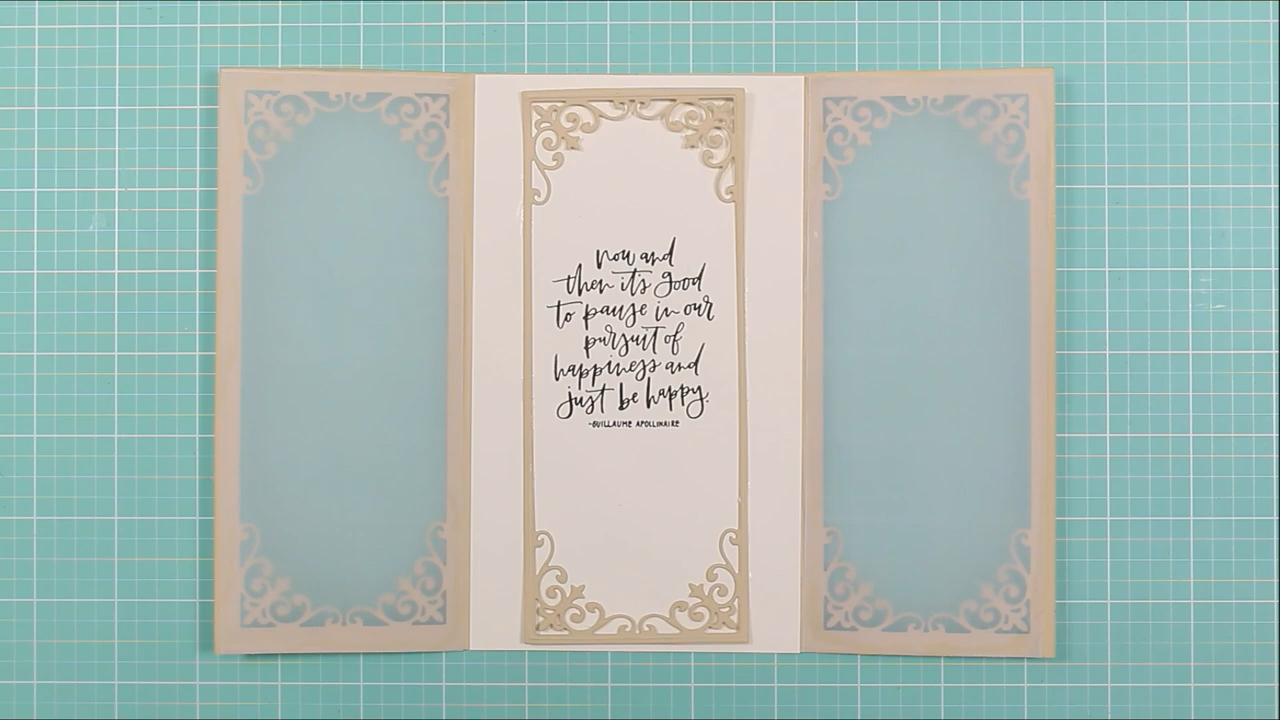 now and
then it's good
to pause in our
pursuit of
happiness and
just be happy.
-GUILLAUME APOLLINAIRE